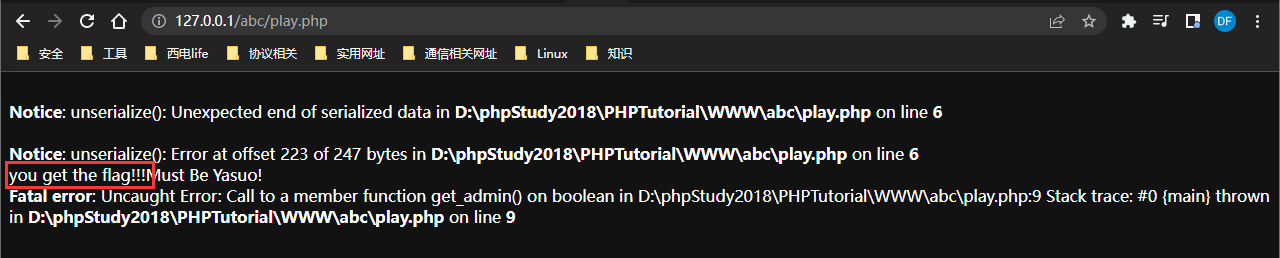 127.0.0.1/abc/play.php
DF
安全 工具 西电life 协议相关 实用网址 通信相关网址 Linux 知识
Notice: unserialize(): Unexpected end of serialized data in D:\phpStudy2018\PHPTutorial\WWW\abc\play.php on line 6
Notice: unserialize(): Error at offset 223 of 247 bytes in D:\phpStudy2018\PHPTutorial\WWW\abc\play.php on line 6
you get the flag!!!Must Be Yasuo!
Fatal error: Uncaught Error: Call to a member function get_admin() on boolean in D:\phpStudy2018\PHPTutorial\WWW\abc\play.php:9 Stack trace: #0 {main} thrown
in D:\phpStudy2018\PHPTutorial\WWW\abc\play.php on line 9